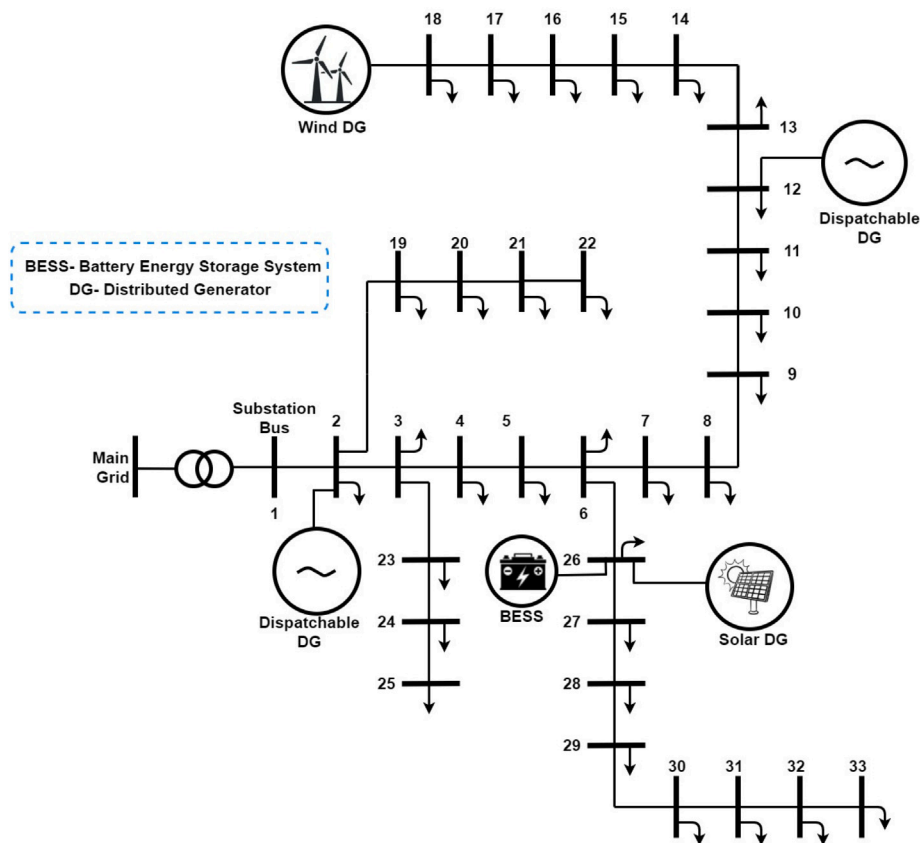 18
17
16
15
14
Wind DG
13
12
Dispatchable
DG
19
20
21
22
11
BESS- Battery Energy Storage System
DG- Distributed Generator
10
9
Substation
Bus
2
3
4
5
7
8
Main
Grid
1
6
23
26
Dispatchable
DG
24
BESS
27
Solar DG
25
28
29
30
31
32
33